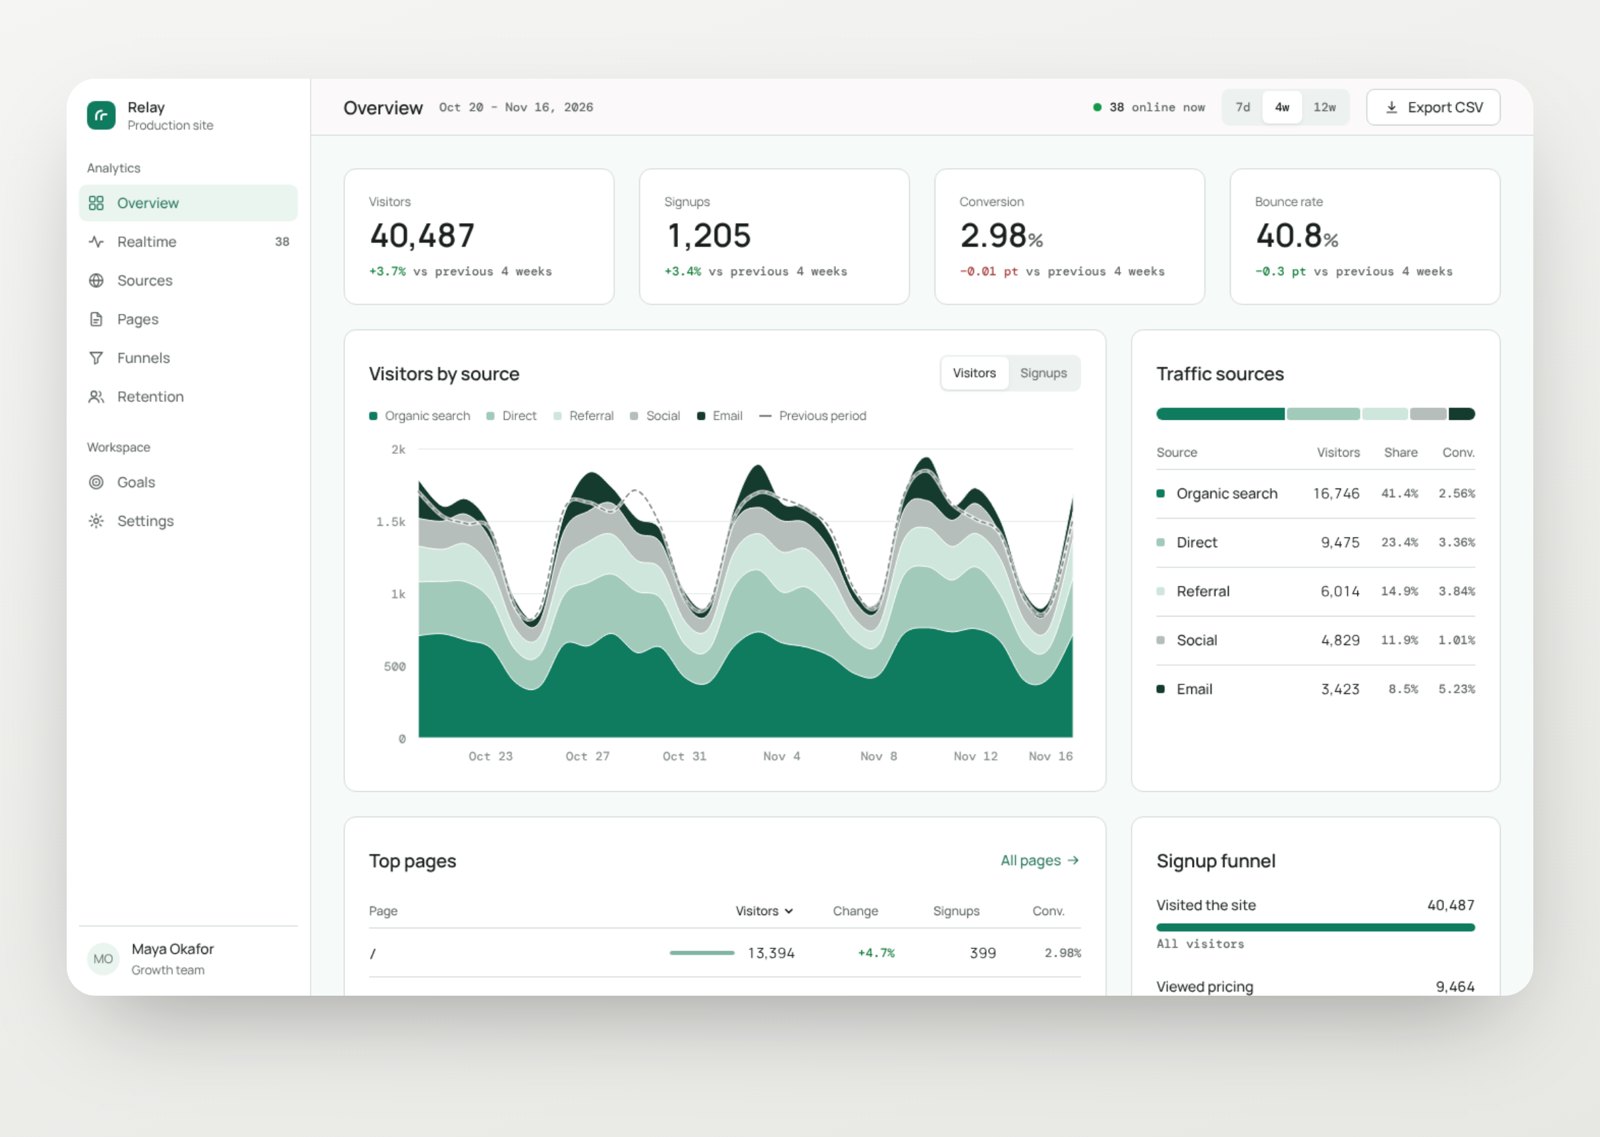 Relay
Production site
Analytics
Overview
Realtime 38
Sources
Pages
Funnels
Retention
Workspace
Goals
Settings
MO
Maya Okafor
Growth team
Overview Oct 20 – Nov 16, 2026
38 online now
7d 4w 12w
Export CSV
Visitors
40,487
+3.7% vs previous 4 weeks
Signups
1,205
+3.4% vs previous 4 weeks
Conversion
2.98%
−0.01 pt vs previous 4 weeks
Bounce rate
40.8%
−0.3 pt vs previous 4 weeks
Visitors by source
Visitors Signups
Organic search Direct Referral Social Email Previous period
2k
1.5k
1k
500
0
Oct 23 Oct 27 Oct 31 Nov 4 Nov 8 Nov 12 Nov 16
Traffic sources
Source Visitors Share Conv.
Organic search 16,746 41.4% 2.56%
Direct 9,475 23.4% 3.36%
Referral 6,014 14.9% 3.84%
Social 4,829 11.9% 1.01%
Email 3,423 8.5% 5.23%
Top pages
All pages →
Page Visitors Change Signups Conv.
/ 13,394 +4.7% 399 2.98%
Signup funnel
Visited the site 40,487
All visitors
Viewed pricing 9,464